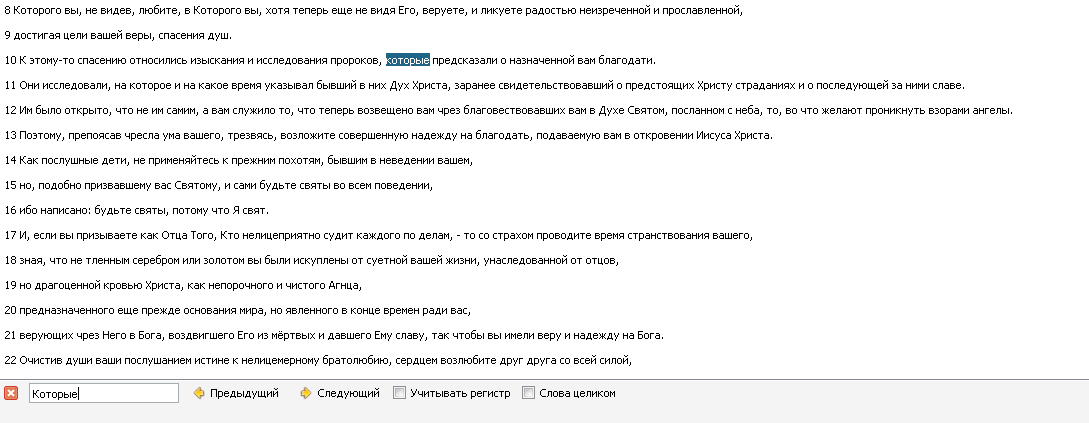 8 Которого вы, не видев, любите, в Которого вы, хотя теперь еще не видя Его, веруете, и ликуете радостью неизреченной и прославленной,
9 достигая цели вашей веры, спасения душ.
10 К этому-то спасению относились изыскания и исследования пророков, которые предсказали о назначенной вам благодати.
11 Они исследовали, на которое и на какое время указывал бывший в них Дух Христа, заранее свидетельствовавший о предстоящих Христу страданиях и о последующей за ними славе.
12 Им было открыто, что не им самим, а вам служило то, что теперь возвещено вам чрез благовествовавших вам в Духе Святом, посланном с неба, то, во что желают проникнуть взорами ангелы.
13 Поэтому, препоясав чресла ума вашего, трезвясь, возложите совершенную надежду на благодать, подаваемую вам в откровении Иисуса Христа.
14 Как послушные дети, не применяйтесь к прежним похотям, бывшим в неведении вашем,
15 но, подобно призвавшему вас Святому, и сами будьте святы во всем поведении,
16 ибо написано: будьте святы, потому что Я свят.
17 И, если вы призываете как Отца Того, Кто нелицеприятно судит каждого по делам, - то со страхом проводите время странствования вашего,
18 зная, что не тленным серебром или золотом вы были искуплены от суетной вашей жизни, унаследованной от отцов,
19 но драгоценной кровью Христа, как непорочного и чистого Агнца,
20 предназначенного еще прежде основания мира, но явленного в конце времен ради вас,
21 верующих чрез Него в Бога, воздвигшего Его из мёртвых и давшего Ему славу, так чтобы вы имели веру и надежду на Бога.
22 Очистив души ваши послушанием истине к нелицемерному братолюбию, сердцем возлюбите друг друга со всей силой,
Которые Предыдущий Следующий Учитывать регистр Слова целиком